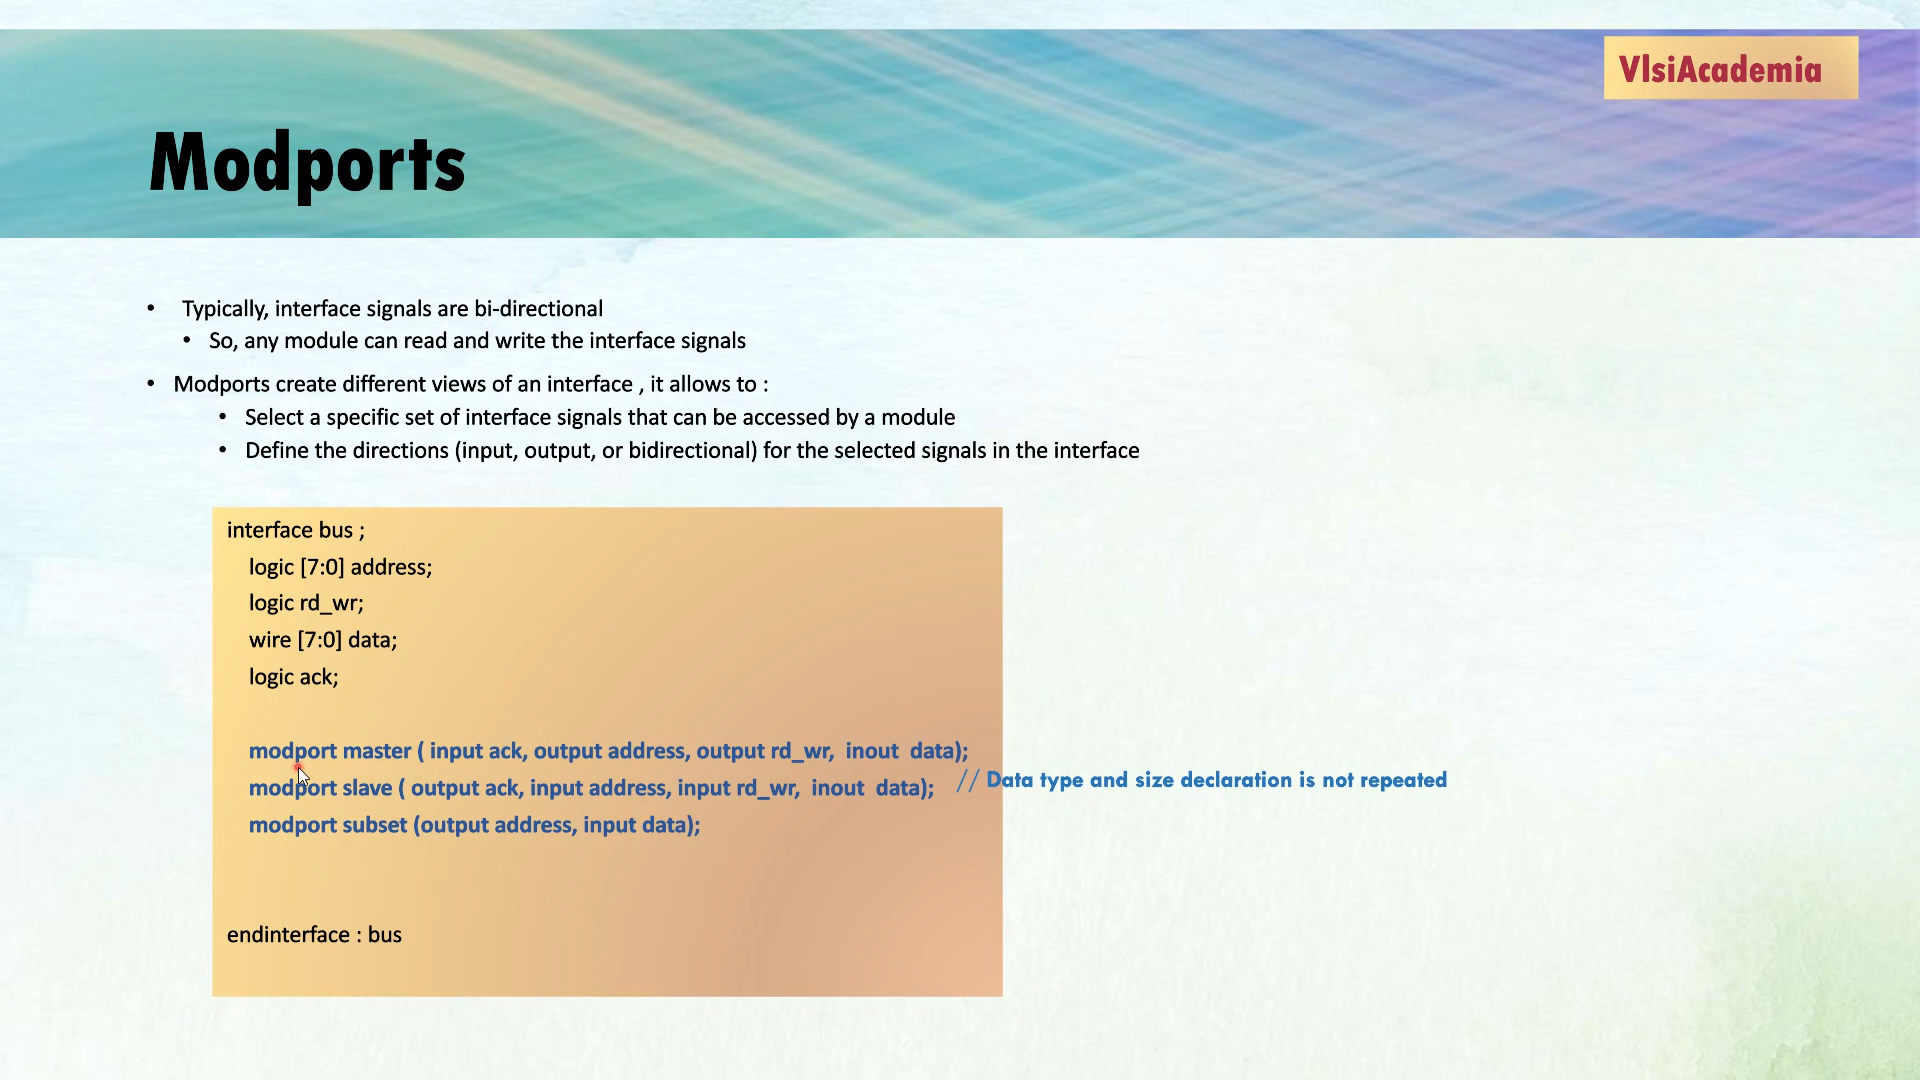 VlsiAcademia
Modports
• Typically, interface signals are bi-directional
• So, any module can read and write the interface signals
• Modports create different views of an interface , it allows to :
• Select a specific set of interface signals that can be accessed by a module
• Define the directions (input, output, or bidirectional) for the selected signals in the interface
interface bus ;
logic [7:0] address;
logic rd_wr;
wire [7:0] data;
logic ack;
modport master ( input ack, output address, output rd_wr,  inout  data);
modport slave ( output ack, input address, input rd_wr,  inout  data);
// Data type and size declaration is not repeated
modport subset (output address, input data);
endinterface : bus